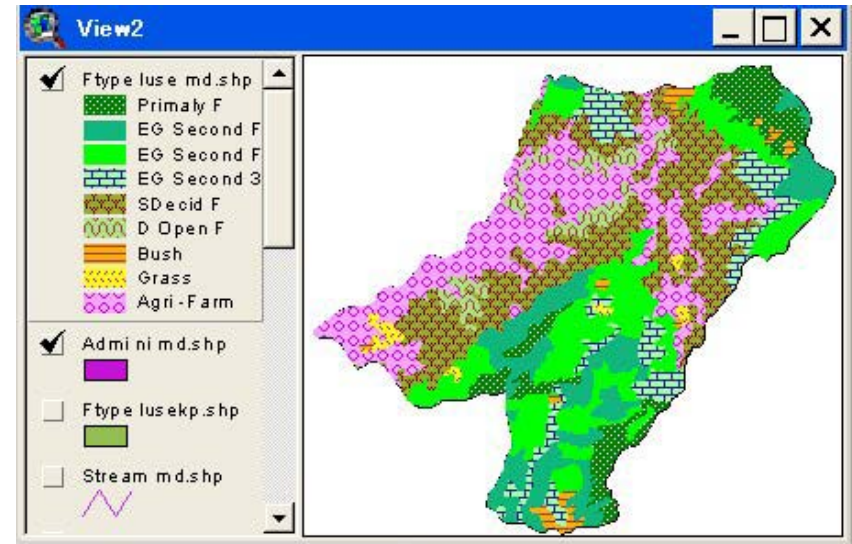 View2
Ftype luse md.shp
Primaly F
EG Second F
EG Second F
EG Second 3
SDecid F
D Open F
Bush
Grass
Agri-Farm
Admini md.shp
Ftype lusekp.shp
Stream md.shp